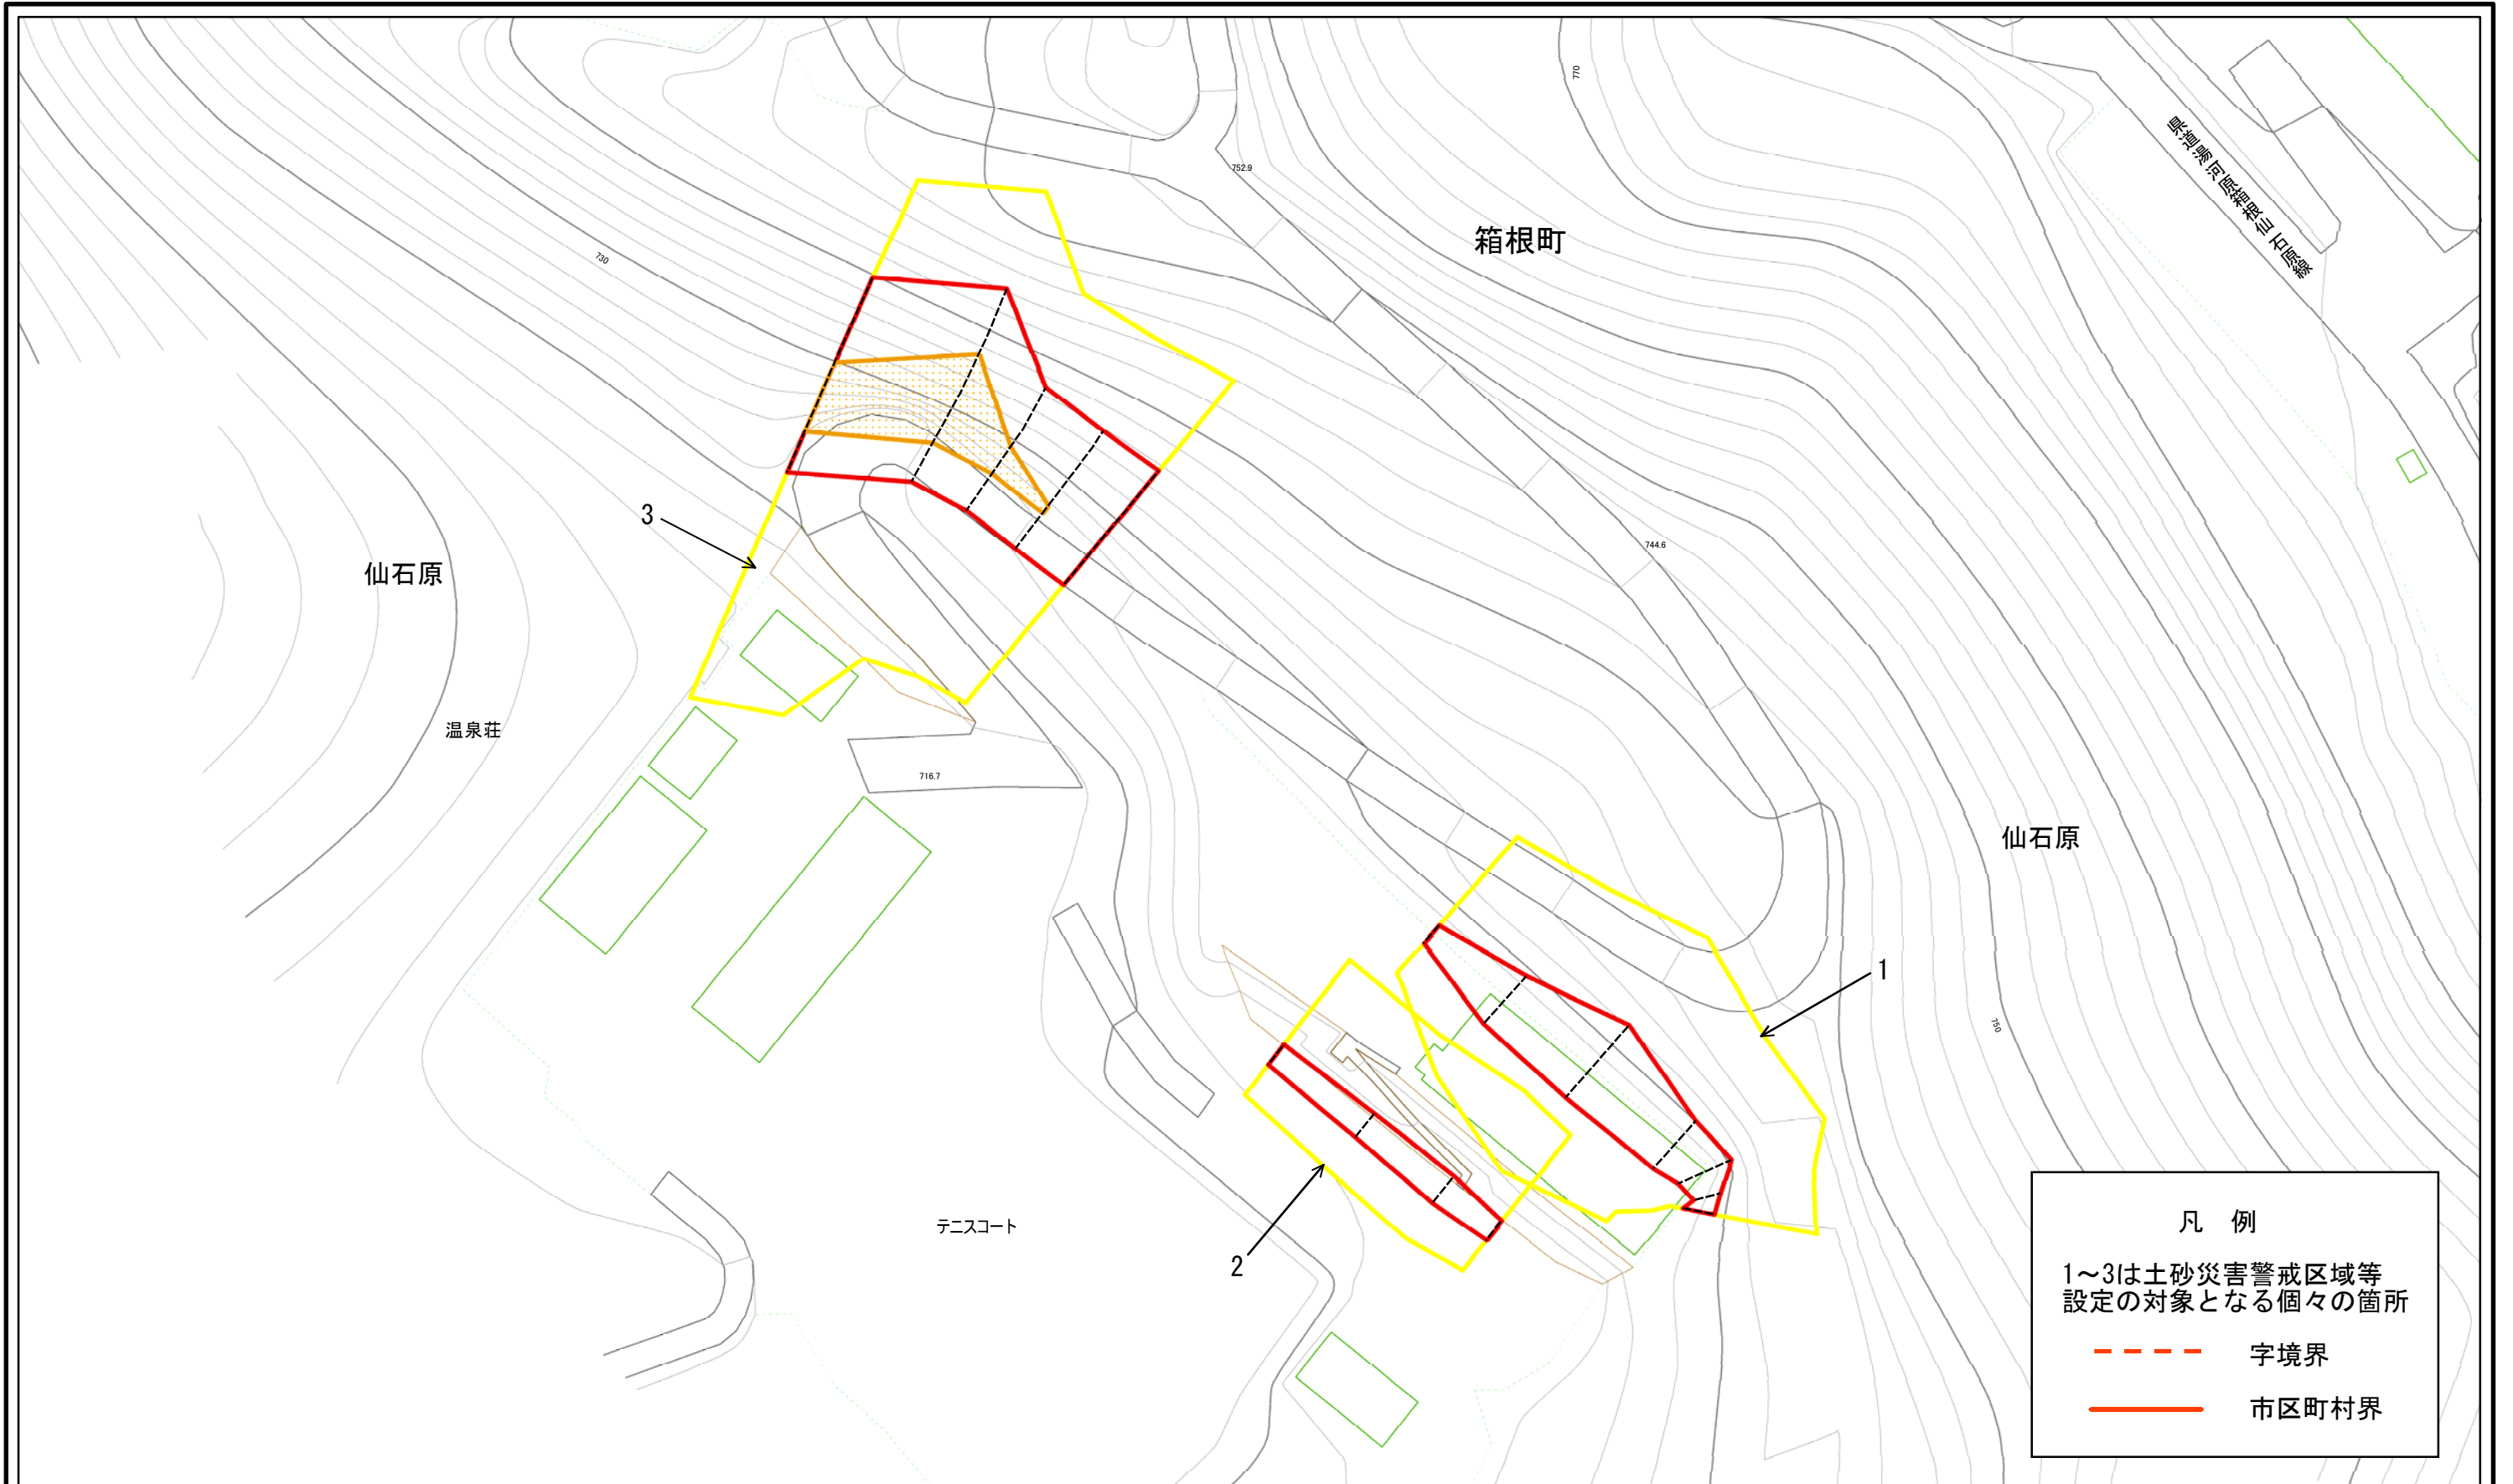 770
県道湯河原箱根仙石原線
752.9
箱根町
730
3
744.6
仙石原
温泉荘
716.7
仙石原
1
750
テニスコート
2
凡 例
1～3は土砂災害警戒区域等
設定の対象となる個々の箇所
字境界
市区町村界